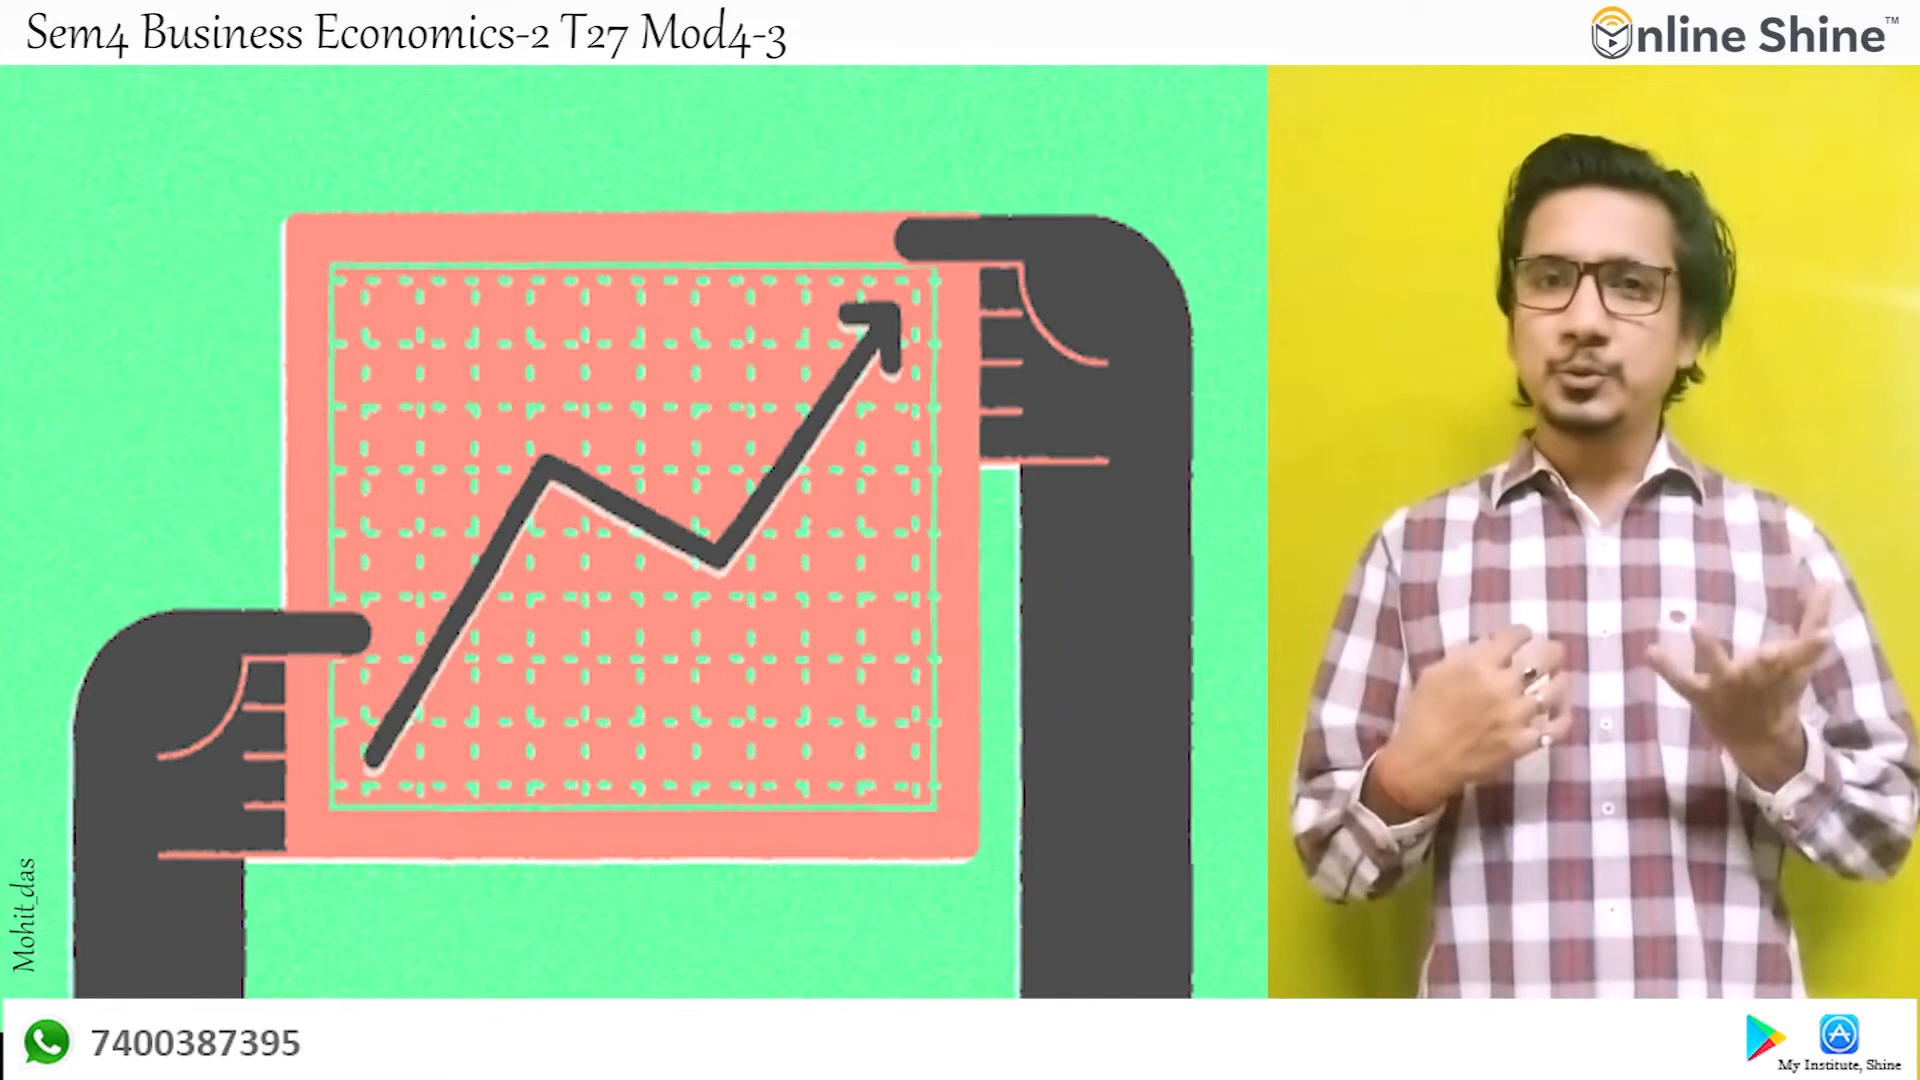 Sem4 Business Economics-2 T27 Mod4-3
Online Shine™
Mohit_das
7400387395
My Institute, Shine